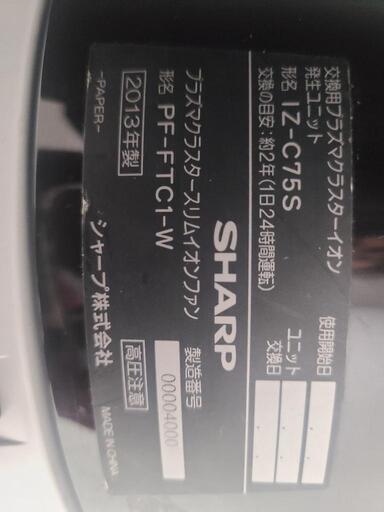 交換用プラズマクラスターイオン
発生ユニット
形名 IZ-C75S
交換の目安：約2年(1日24時間運転)
使用開始日
ユニット
交換日
SHARP
プラズマクラスタースリムイオンファン
形名 PF-FTC1-W
製造番号
00004000
2013年製
高圧注意
シャープ株式会社
-PAPER-
MADE IN CHINA